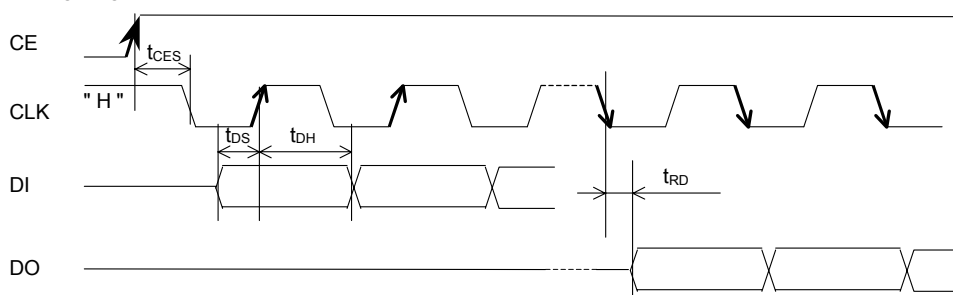 CE
tCES
" H "
CLK
tDS
tDH
DI
tRD
DO